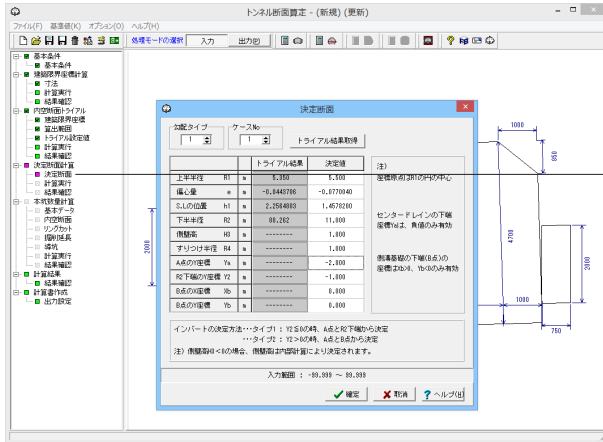 トンネル断面算定 - (新規) (更新)
ファイル(F) 基準値(K) オプション(O) ヘルプ(H)
処理モードの選択 入力 出力(P)
基本条件
基本条件
建築限界座標計算
寸法
計算実行
結果確認
内空断面トライアル
建築限界座標
算出範囲
トライアル設定値
計算実行
結果確認
決定断面計算
決定断面
計算実行
結果確認
本坑数量計算
基本データ
内空断面
リングカット
掘削延長
導坑
計算実行
結果確認
計算結果
結果確認
計算書作成
出力設定
決定断面
勾配タイプ
1
ケースNo
1
トライアル結果取得
トライアル結果 決定値
上半半径 R1 m 5.350 5.500
偏心量 e m -0.0443706 -0.0770040
S.Lの位置 h1 m 2.2564883 1.4578200
下半半径 R2 m 80.262 11.000
側壁高 H0 m -------- 1.000
すりつけ半径 R4 m -------- 1.000
A点のY座標 Ya m -------- -2.000
R2下端のY座標 Y2 m -------- -1.000
B点のX座標 Xb m -------- 0.000
B点のY座標 Yb m -------- 0.000
注)
座標原点はR1の円の中心
センタードレインの下端
座標Yaは、負値のみ有効
側溝基礎の下端(B点)の
座標はXb>0、Yb<0のみ有効
インバートの決定方法・・・タイプ1 : Y2≦0の時、A点とR2下端から決定
・・・タイプ2 : Y2>0の時、A点とB点から決定
注) 側壁高H0<0の場合、側壁高は内部計算により決定されます。
入力範囲 : -99.999 ～ 99.999
確定 取消 ヘルプ(H)
1000
850
4700
2000
2000
1000
750